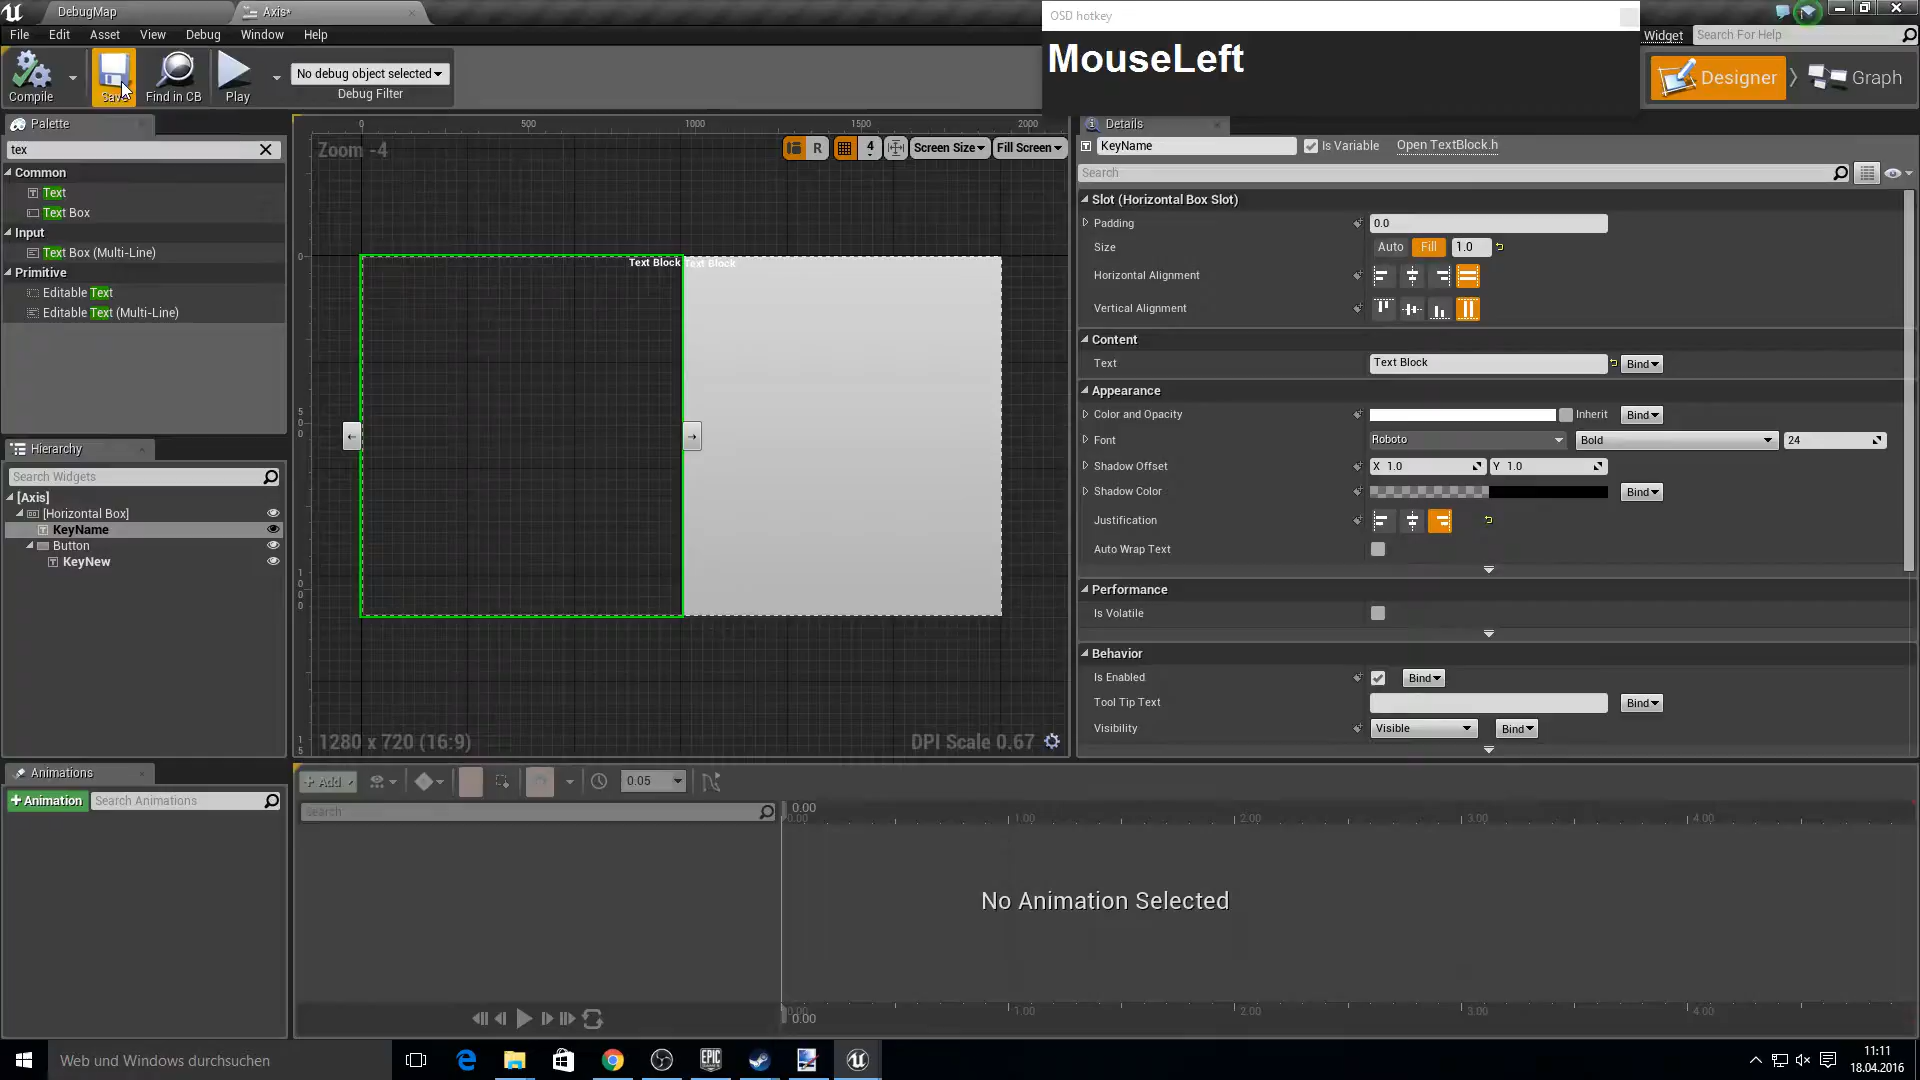 DebugMap
Axis*
OSD hotkey
MouseLeft
File
Edit
Asset
View
Debug
Window
Help
Widget
Search For Help
Compile
Save
Find in CB
Play
No debug object selected
Debug Filter
Designer
Graph
Palette
tex
Common
Text
Text Box
Input
Text Box (Multi-Line)
Primitive
Editable Text
Editable Text (Multi-Line)
Hierarchy
Search Widgets
[Axis]
[Horizontal Box]
KeyName
Button
KeyNew
Animations
+Animation
Search Animations
0
500
1000
1500
2000
Zoom -4
R
4
Screen Size
Fill Screen
0
Text Block
Text Block
500
1000
15
1280 x 720 (16:9)
DPI Scale 0.67
Details
KeyName
Is Variable
Open TextBlock.h
Search
Slot (Horizontal Box Slot)
Padding
0.0
Size
Auto
Fill
1.0
Horizontal Alignment
Vertical Alignment
Content
Text
Text Block
Bind
Appearance
Color and Opacity
Inherit
Bind
Font
Roboto
Bold
24
Shadow Offset
X 1.0
Y 1.0
Shadow Color
Bind
Justification
Auto Wrap Text
Performance
Is Volatile
Behavior
Is Enabled
Bind
Tool Tip Text
Bind
Visibility
Visible
Bind
+ Add
0.05
Search
0.00
0.00
1.00
2.00
3.00
4.00
No Animation Selected
0.00
0.00
1.00
2.00
3.00
4.00
Web und Windows durchsuchen
EPIC
11:11
18.04.2016